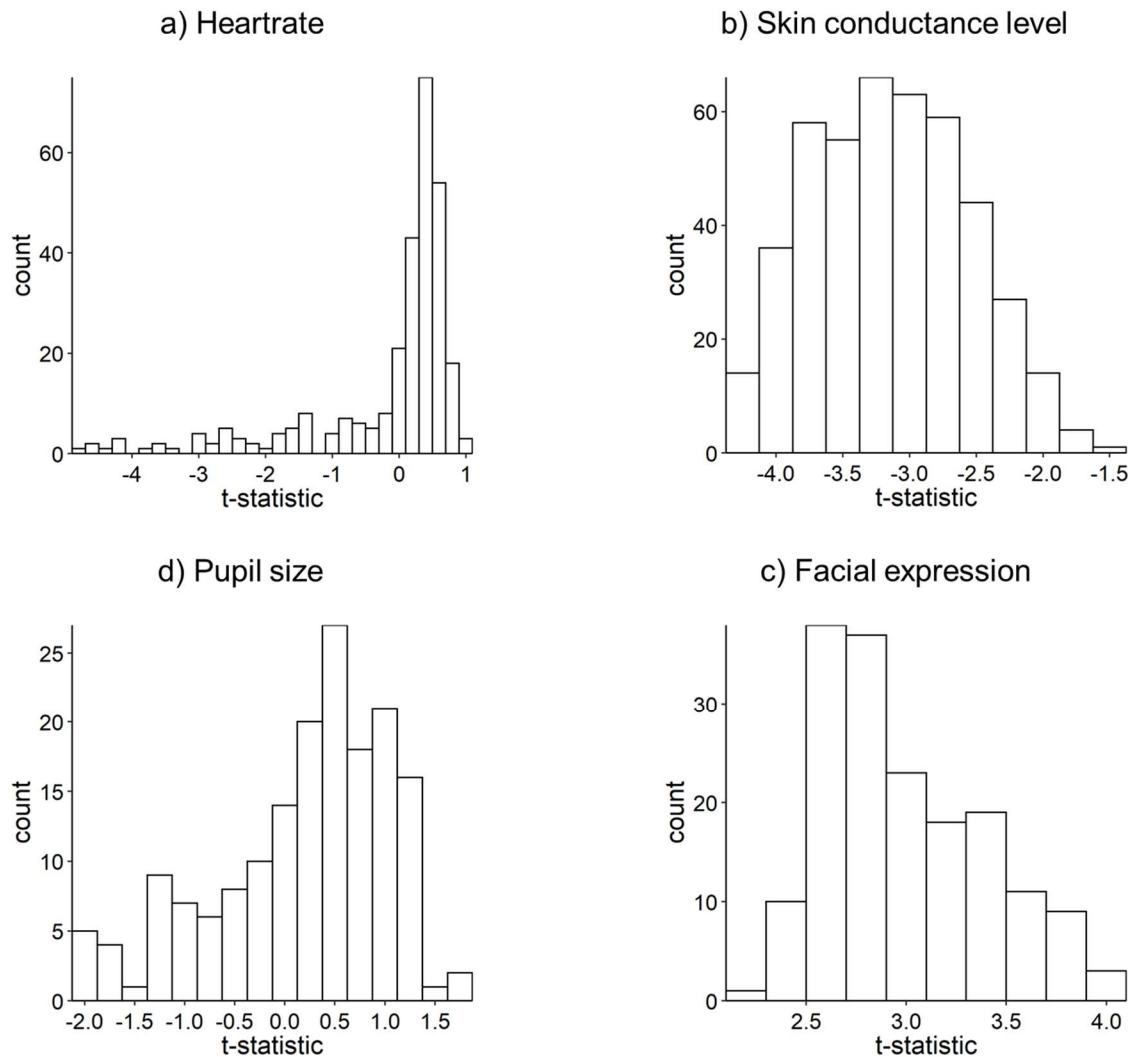 a) Heartrate
b) Skin conductance level
count
60
40
20
0
-4 -3 -2 -1 0 1
t-statistic
count
60
40
20
0
-4.0 -3.5 -3.0 -2.5 -2.0 -1.5
t-statistic
d) Pupil size
c) Facial expression
count
25
20
15
10
5
0
-2.0 -1.5 -1.0 -0.5 0.0 0.5 1.0 1.5
t-statistic
count
30
20
10
0
2.5 3.0 3.5 4.0
t-statistic